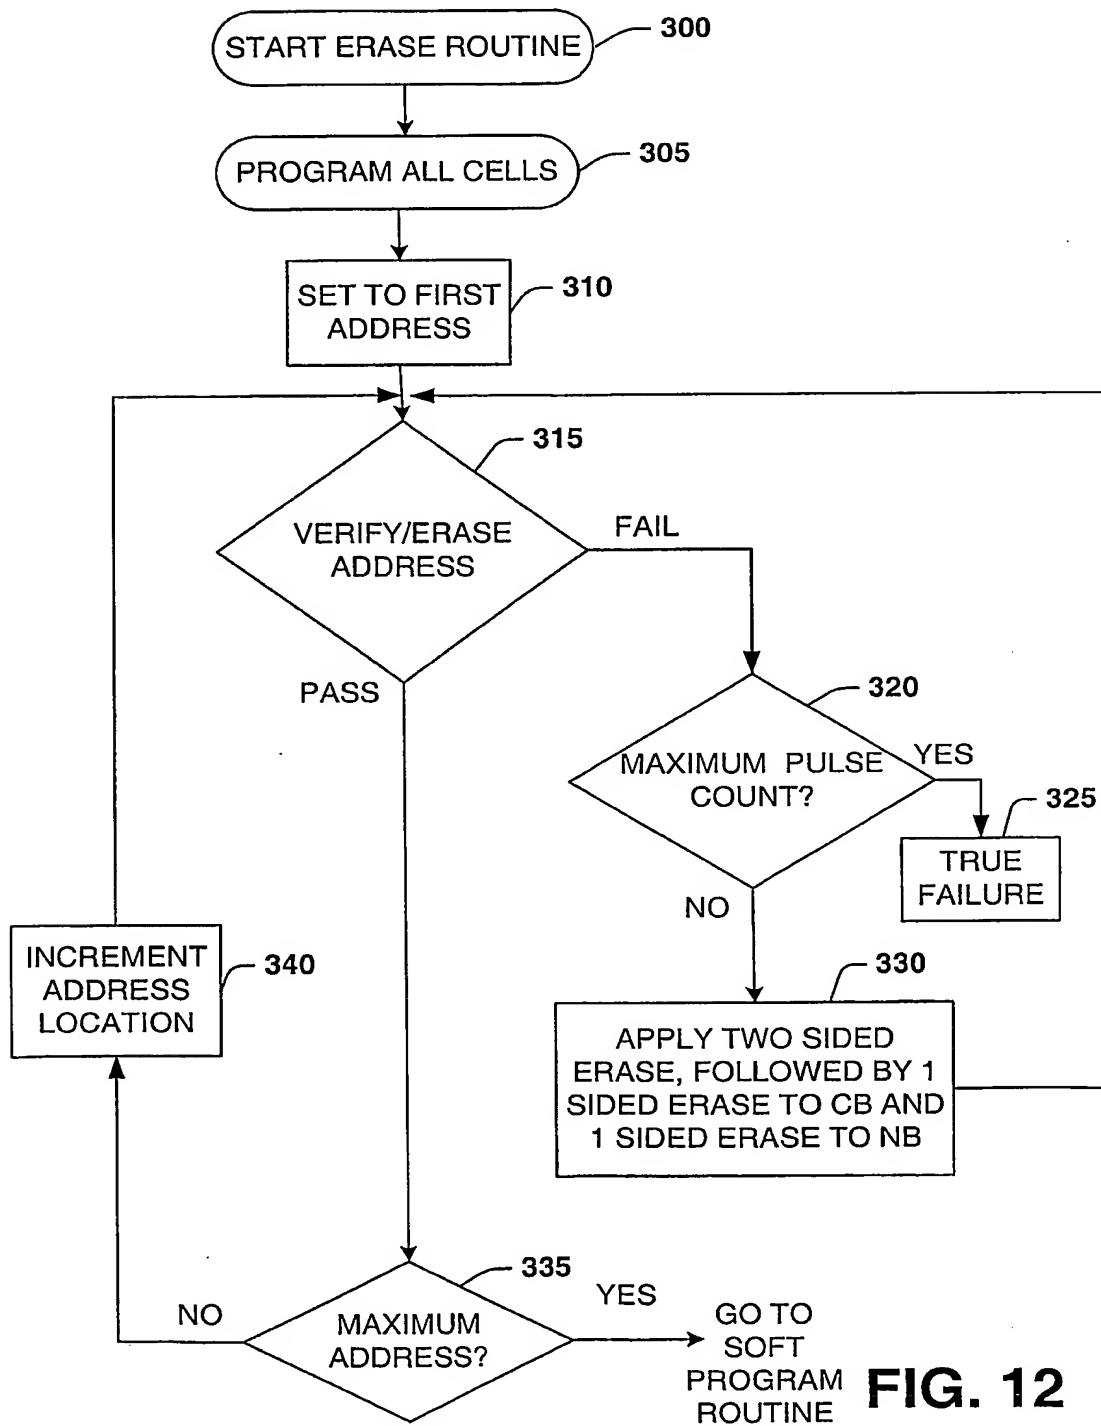 START ERASE ROUTINE
300
PROGRAM ALL CELLS
305
SET TO FIRST
ADDRESS
310
315
VERIFY/ERASE
ADDRESS
FAIL
PASS
320
MAXIMUM PULSE
COUNT?
YES
325
TRUE
FAILURE
NO
330
APPLY TWO SIDED
ERASE, FOLLOWED BY 1
SIDED ERASE TO CB AND
1 SIDED ERASE TO NB
INCREMENT
ADDRESS
LOCATION
340
335
MAXIMUM
ADDRESS?
NO
YES
GO TO
SOFT
PROGRAM
ROUTINE
FIG. 12